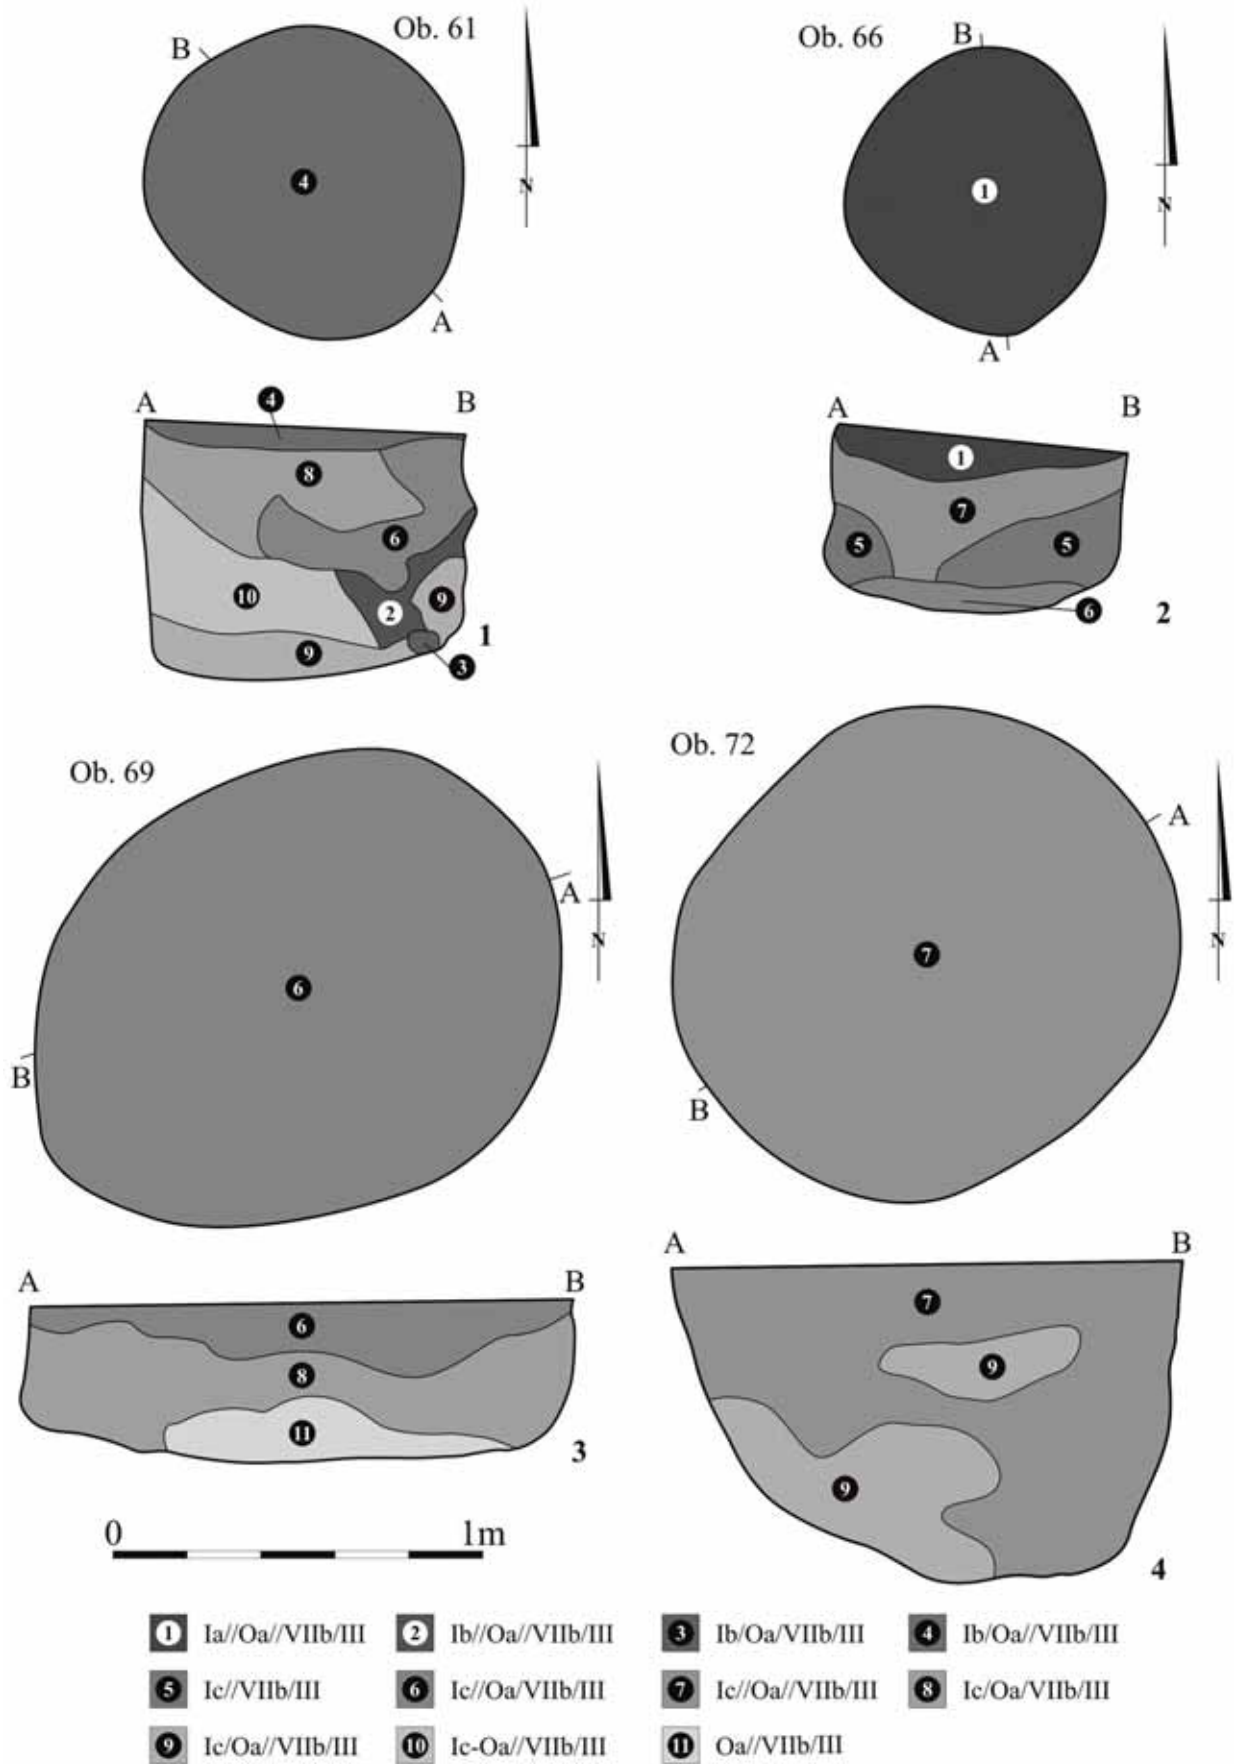 Ob. 61
B
N
4
A
Ob. 66
B
N
1
A
A
4
B
8
6
10
2
9
9
3
1
A
B
1
7
5
5
6
2
Ob. 69
A
N
6
B
Ob. 72
A
N
7
B
A
B
6
8
11
3
A
B
7
9
9
4
0 1m
1 Ia//Oa//VIIb/III 2 Ib//Oa//VIIb/III 3 Ib/Oa/VIIb/III 4 Ib/Oa//VIIb/III
5 Ic//VIIb/III 6 Ic//Oa/VIIb/III 7 Ic//Oa//VIIb/III 8 Ic/Oa/VIIb/III
9 Ic/Oa//VIIb/III 10 Ic-Oa//VIIb/III 11 Oa//VIIb/III